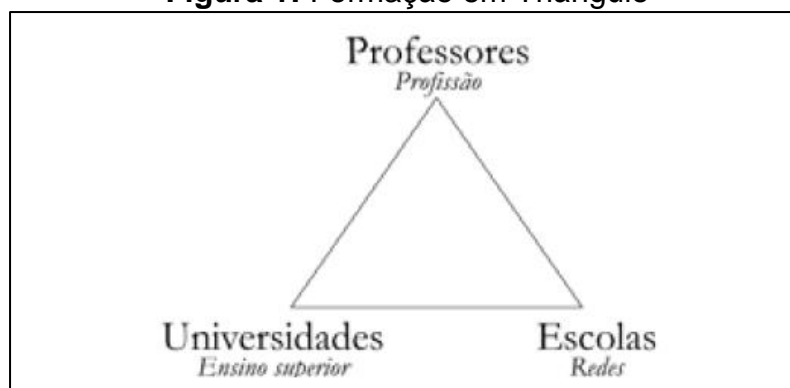 Figura 1. Formação em Triângulo
Professores
Profissão
Universidades Escolas
Ensino superior Redes